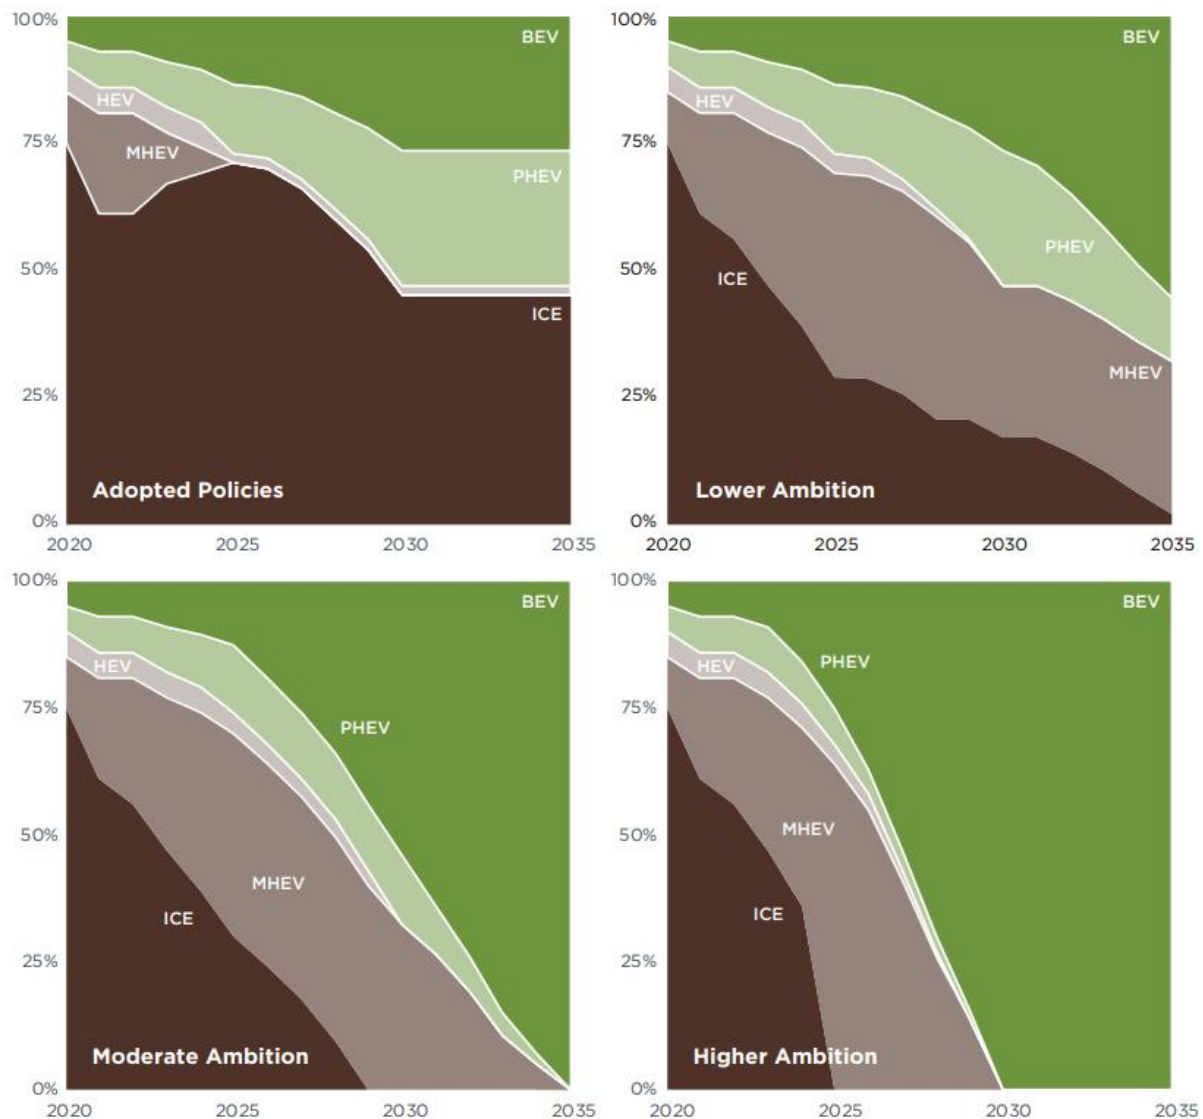 100%
75%
50%
25%
0%
BEV
HEV
MHEV
PHEV
ICE
Adopted Policies
2020 2025 2030 2035
100%
75%
50%
25%
0%
BEV
HEV
ICE
PHEV
MHEV
Lower Ambition
2020 2025 2030 2035
100%
75%
50%
25%
0%
BEV
HEV
PHEV
MHEV
ICE
Moderate Ambition
2020 2025 2030 2035
100%
75%
50%
25%
0%
BEV
HEV
PHEV
MHEV
ICE
Higher Ambition
2020 2025 2030 2035